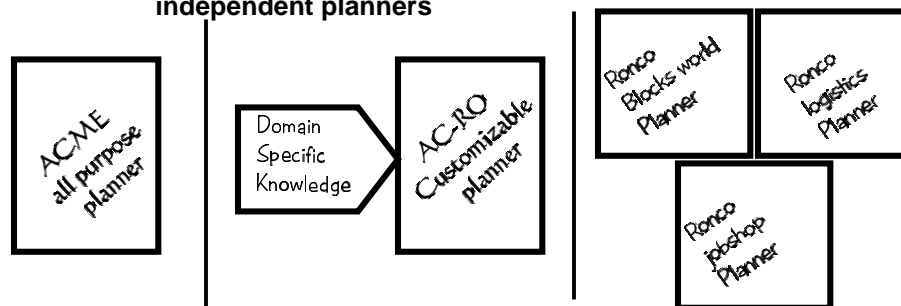 independent planners
ACME
all purpose
planner
Domain
Specific
Knowledge
AC-RO
Customizable
planner
Ronco
Blocks world
Planner
Ronco
logistics
Planner
Ronco
jobshop
Planner